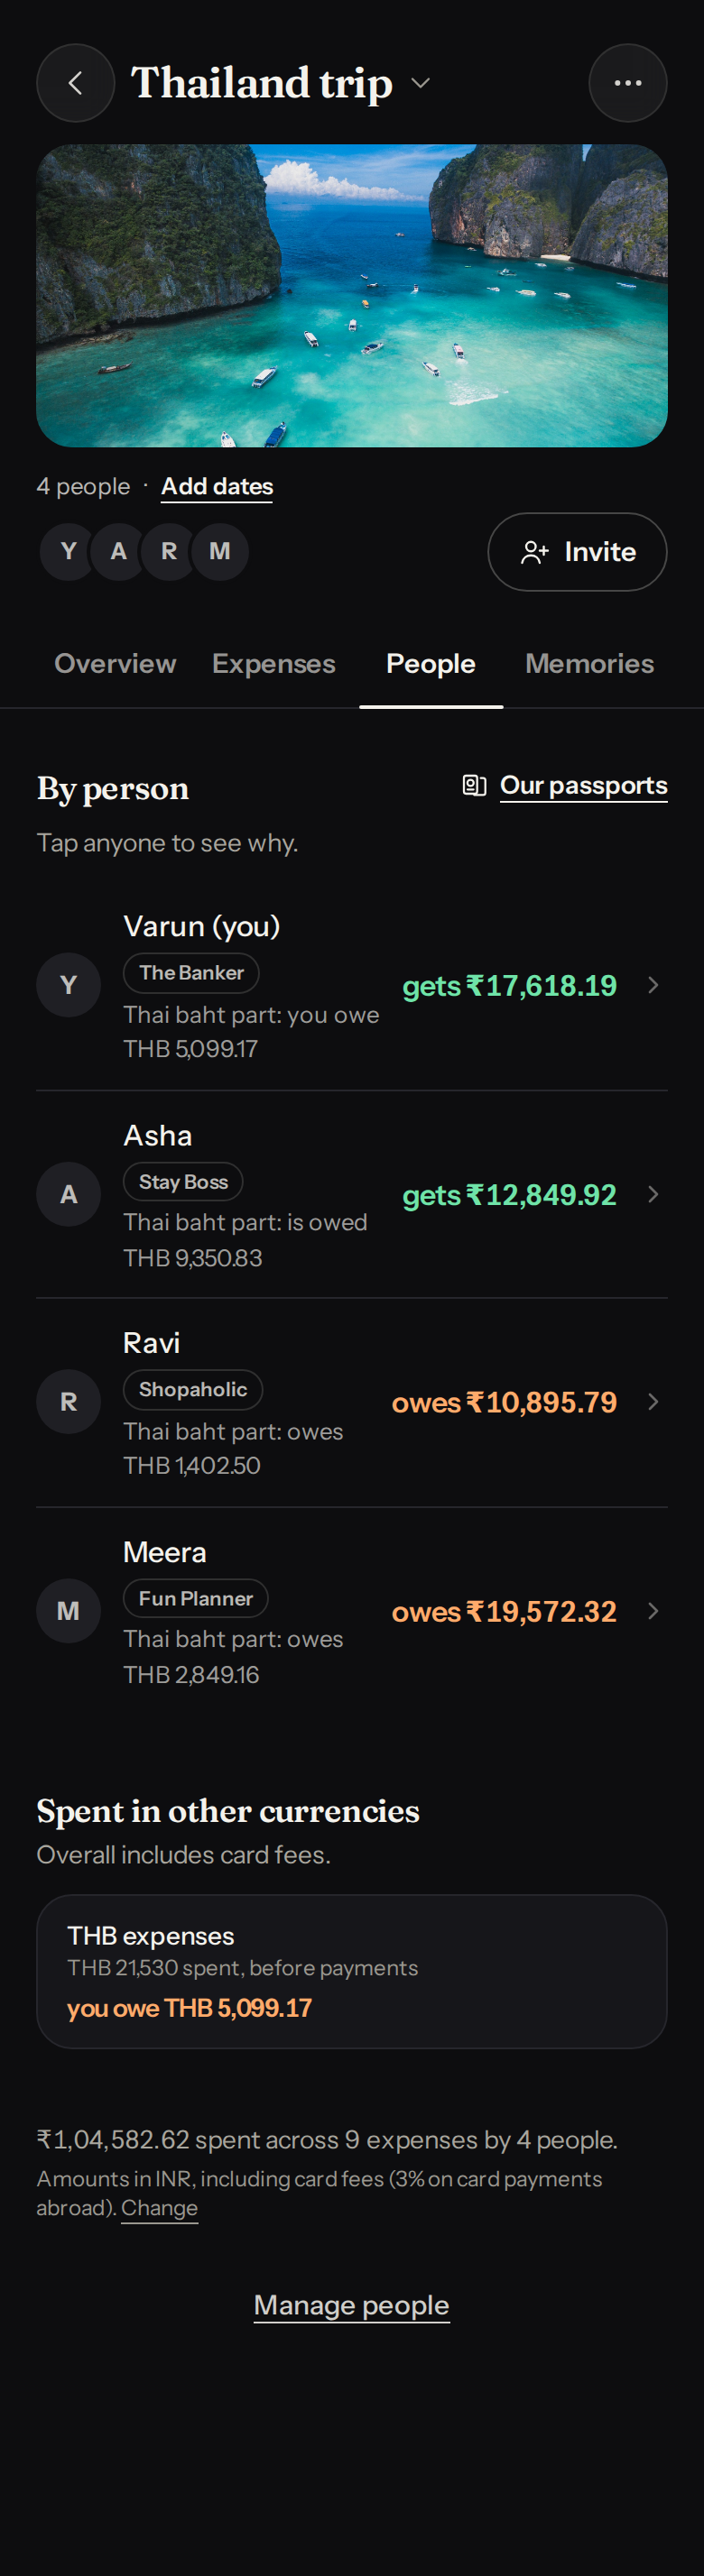 Thailand trip
4 people · Add dates
Y A R M
Invite
Overview Expenses People Memories
By person
Our passports
Tap anyone to see why.
Varun (you)
Y
The Banker
gets ₹17,618.19
Thai baht part: you owe
THB 5,099.17
Asha
A
Stay Boss
gets ₹12,849.92
Thai baht part: is owed
THB 9,350.83
Ravi
R
Shopaholic
owes ₹10,895.79
Thai baht part: owes
THB 1,402.50
Meera
M
Fun Planner
owes ₹19,572.32
Thai baht part: owes
THB 2,849.16
Spent in other currencies
Overall includes card fees.
THB expenses
THB 21,530 spent, before payments
you owe THB 5,099.17
₹1,04,582.62 spent across 9 expenses by 4 people.
Amounts in INR, including card fees (3% on card payments
abroad). Change
Manage people